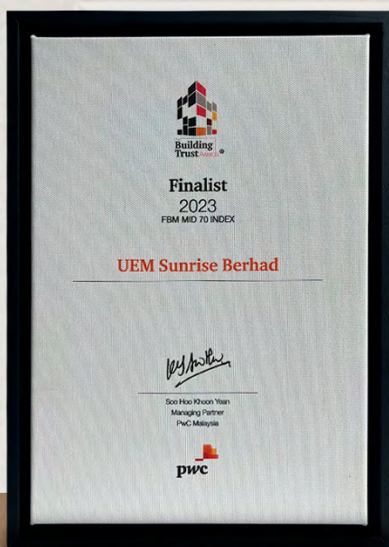 Building
Trust AWARDS
Finalist
2023
FBM MID 70 INDEX
UEM Sunrise Berhad
Soo Hoo Khoon Yean
Managing Partner
PwC Malaysia
pwc